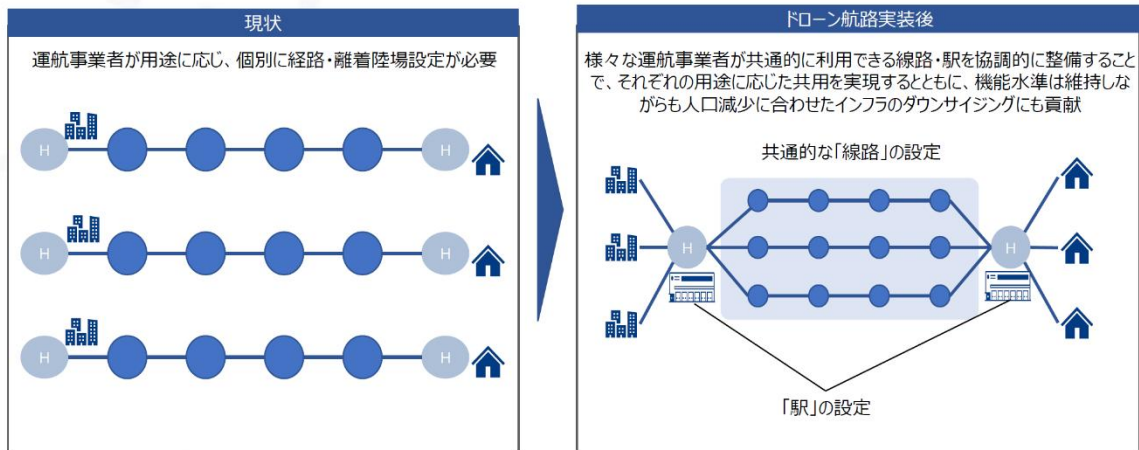 現状
運航事業者が用途に応じ、個別に経路・離着陸場設定が必要
H
H
H
H
H
H
ドローン航路実装後
様々な運航事業者が共通的に利用できる線路・駅を協調的に整備すること
で、それぞれの用途に応じた共用を実現するとともに、機能水準は維持しな
がらも人口減少に合わせたインフラのダウンサイジングにも貢献
共通的な「線路」の設定
H
H
「駅」の設定